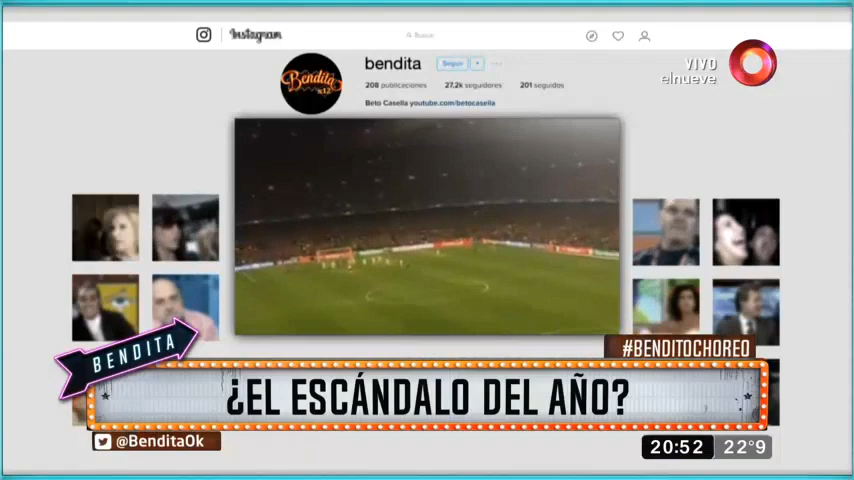 Instagram
Buscar
bendita
Seguir
208 publicaciones 27.2k seguidores 201 seguidos
Beto Casella youtube.com/betocasella
Bendita
VIVO
elnueve
#BENDITOCHOREO
BENDITA
¿EL ESCÁNDALO DEL AÑO?
@BenditaOk
20:52 22°9